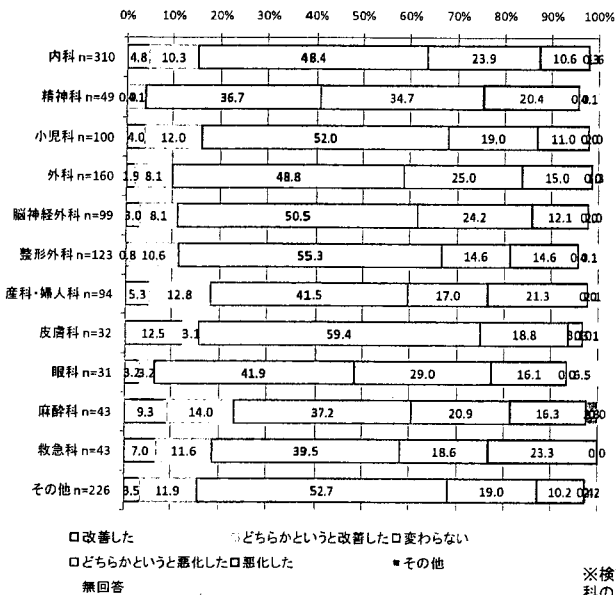 0% 10% 20% 30% 40% 50% 60% 70% 80% 90% 100%
内科 n=310 4.8 10.3 48.4 23.9 10.6
精神科 n=49 36.7 34.7 20.4
小児科 n=100 4.0 12.0 52.0 19.0 11.0
外科 n=160 1.9 8.1 48.8 25.0 15.0
脳神経外科 n=99 3.0 8.1 50.5 24.2 12.1
整形外科 n=123 0.8 10.6 55.3 14.6 14.6
産科・婦人科 n=94 5.3 12.8 41.5 17.0 21.3
皮膚科 n=32 12.5 3.1 59.4 18.8
眼科 n=31 3.2 3.2 41.9 29.0 16.1 6.5
麻酔科 n=43 9.3 14.0 37.2 20.9 16.3
救急科 n=43 7.0 11.6 39.5 18.6 23.3 0.0
その他 n=226 3.5 11.9 52.7 19.0 10.2
改善した どちらかというと改善した 変わらない
どちらかというと悪化した 悪化した その他
無回答
※検
科の